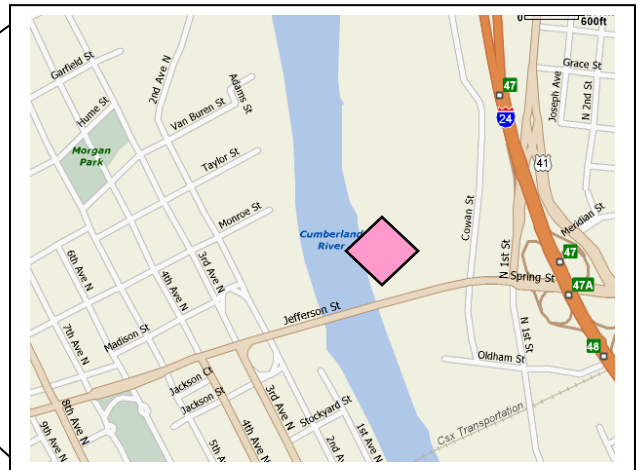 0
600ft
Garfield St
2nd Ave N
Grace St
Joseph Ave
N 2nd St
47
24
Hume St
Adams St
Van Buren St
Morgan
Park
41
Taylor St
Monroe St
Cumberland
River
Cowan St
Meridian St
6th Ave N
3rd Ave N
4th Ave N
N 1st St
47
Spring St
47A
Jefferson St
7th Ave N
Madison St
N 1st St
48
Oldham St
Jackson Ct
Jackson St
8th Ave N
3rd Ave N
Stockyard St
9th Ave N
5th
4th Ave N
2nd
1st Ave N
Csx Transportation